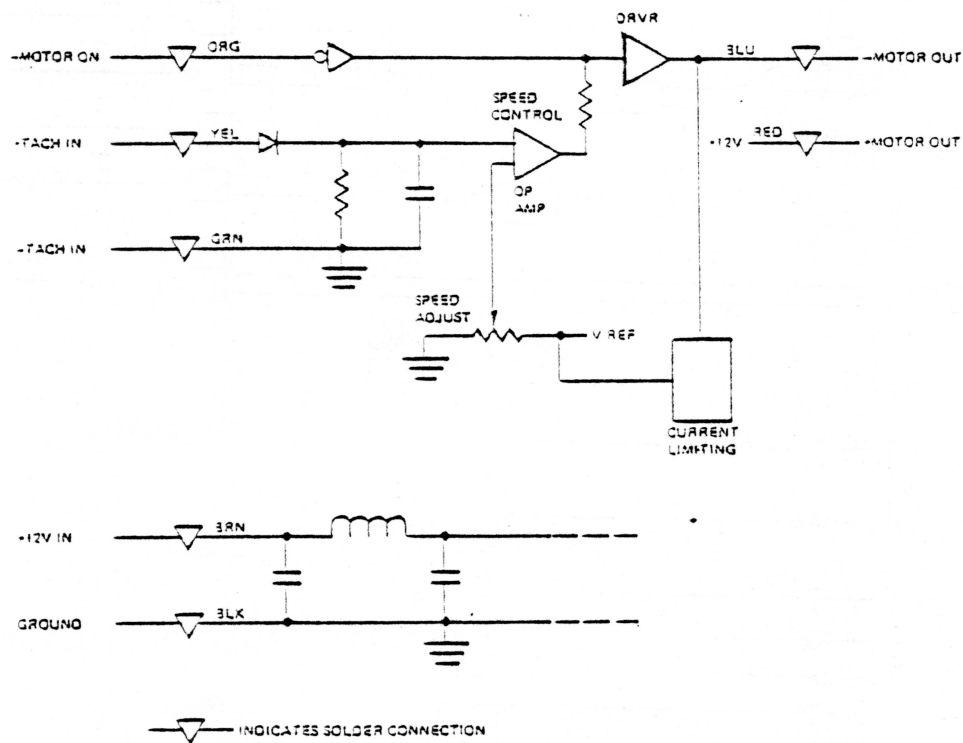 DRVR
-MOTOR ON
ORG
BLU
-MOTOR OUT
SPEED
CONTROL
+TACH IN
YEL
+12V
RED
+MOTOR OUT
OP
AMP
-TACH IN
GRN
SPEED
ADJUST
V REF
CURRENT
LIMITING
+12V IN
BRN
GROUND
BLK
INDICATES SOLDER CONNECTION